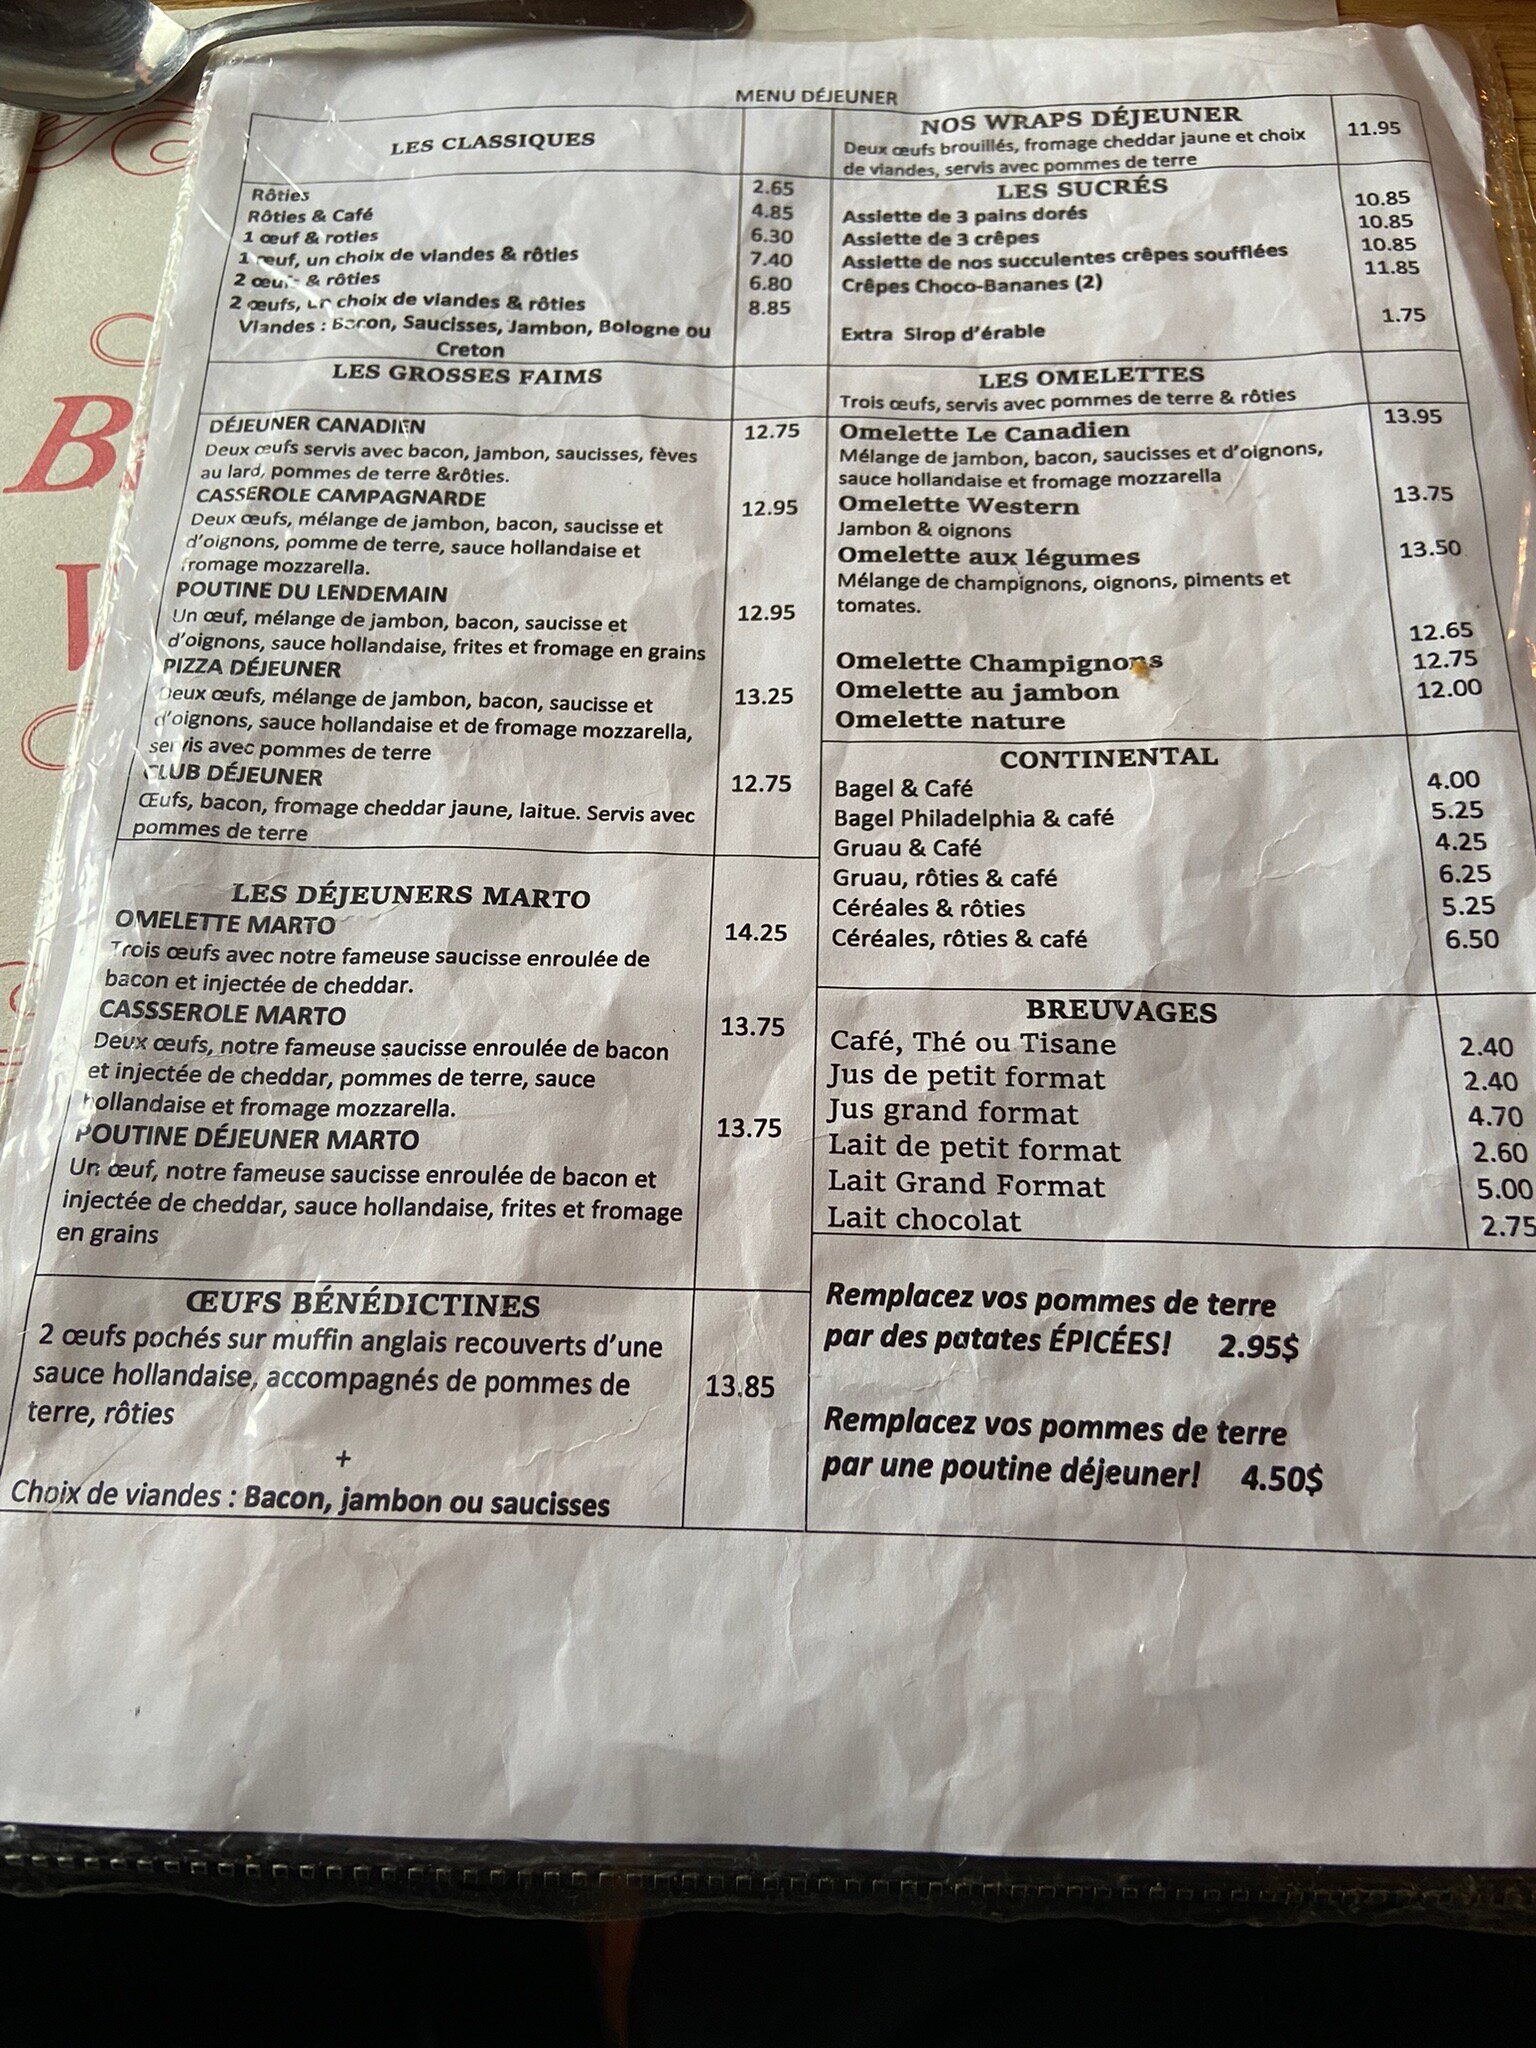 MENU DÉJEUNER
LES CLASSIQUES
Rôties 2.65
Rôties & Café 4.85
1 œuf & roties 6.30
1 œuf, un choix de viandes & rôties 7.40
2 œufs & rôties 6.80
2 œufs, un choix de viandes & rôties 8.85
Viandes : Bacon, Saucisses, Jambon, Bologne ou
Creton
LES GROSSES FAIMS
DÉJEUNER CANADIEN 12.75
Deux œufs servis avec bacon, jambon, saucisses, fèves
au lard, pommes de terre &rôties.
CASSEROLE CAMPAGNARDE 12.95
Deux œufs, mélange de jambon, bacon, saucisse et
d'oignons, pomme de terre, sauce hollandaise et
fromage mozzarella.
POUTINE DU LENDEMAIN 12.95
Un œuf, mélange de jambon, bacon, saucisse et
d'oignons, sauce hollandaise, frites et fromage en grains
PIZZA DÉJEUNER 13.25
Deux œufs, mélange de jambon, bacon, saucisse et
d'oignons, sauce hollandaise et de fromage mozzarella,
servis avec pommes de terre
CLUB DÉJEUNER 12.75
Œufs, bacon, fromage cheddar jaune, laitue. Servis avec
pommes de terre
LES DÉJEUNERS MARTO
OMELETTE MARTO 14.25
Trois œufs avec notre fameuse saucisse enroulée de
bacon et injectée de cheddar.
CASSSEROLE MARTO 13.75
Deux œufs, notre fameuse saucisse enroulée de bacon
et injectée de cheddar, pommes de terre, sauce
hollandaise et fromage mozzarella.
POUTINE DÉJEUNER MARTO 13.75
Un œuf, notre fameuse saucisse enroulée de bacon et
injectée de cheddar, sauce hollandaise, frites et fromage
en grains
ŒUFS BÉNÉDICTINES
2 œufs pochés sur muffin anglais recouverts d'une
sauce hollandaise, accompagnés de pommes de 13.85
terre, rôties
+
Choix de viandes : Bacon, jambon ou saucisses
NOS WRAPS DÉJEUNER 11.95
Deux œufs brouillés, fromage cheddar jaune et choix
de viandes, servis avec pommes de terre
LES SUCRÉS
Assiette de 3 pains dorés 10.85
Assiette de 3 crêpes 10.85
Assiette de nos succulentes crêpes soufflées 10.85
Crêpes Choco-Bananes (2) 11.85
Extra Sirop d'érable 1.75
LES OMELETTES
Trois œufs, servis avec pommes de terre & rôties
Omelette Le Canadien 13.95
Mélange de jambon, bacon, saucisses et d'oignons,
sauce hollandaise et fromage mozzarella
Omelette Western 13.75
Jambon & oignons
Omelette aux légumes 13.50
Mélange de champignons, oignons, piments et
tomates.
Omelette Champignons 12.65
Omelette au jambon 12.75
Omelette nature 12.00
CONTINENTAL
Bagel & Café 4.00
Bagel Philadelphia & café 5.25
Gruau & Café 4.25
Gruau, rôties & café 6.25
Céréales & rôties 5.25
Céréales, rôties & café 6.50
BREUVAGES
Café, Thé ou Tisane 2.40
Jus de petit format 2.40
Jus grand format 4.70
Lait de petit format 2.60
Lait Grand Format 5.00
Lait chocolat 2.75
Remplacez vos pommes de terre
par des patates ÉPICÉES! 2.95$
Remplacez vos pommes de terre
par une poutine déjeuner! 4.50$